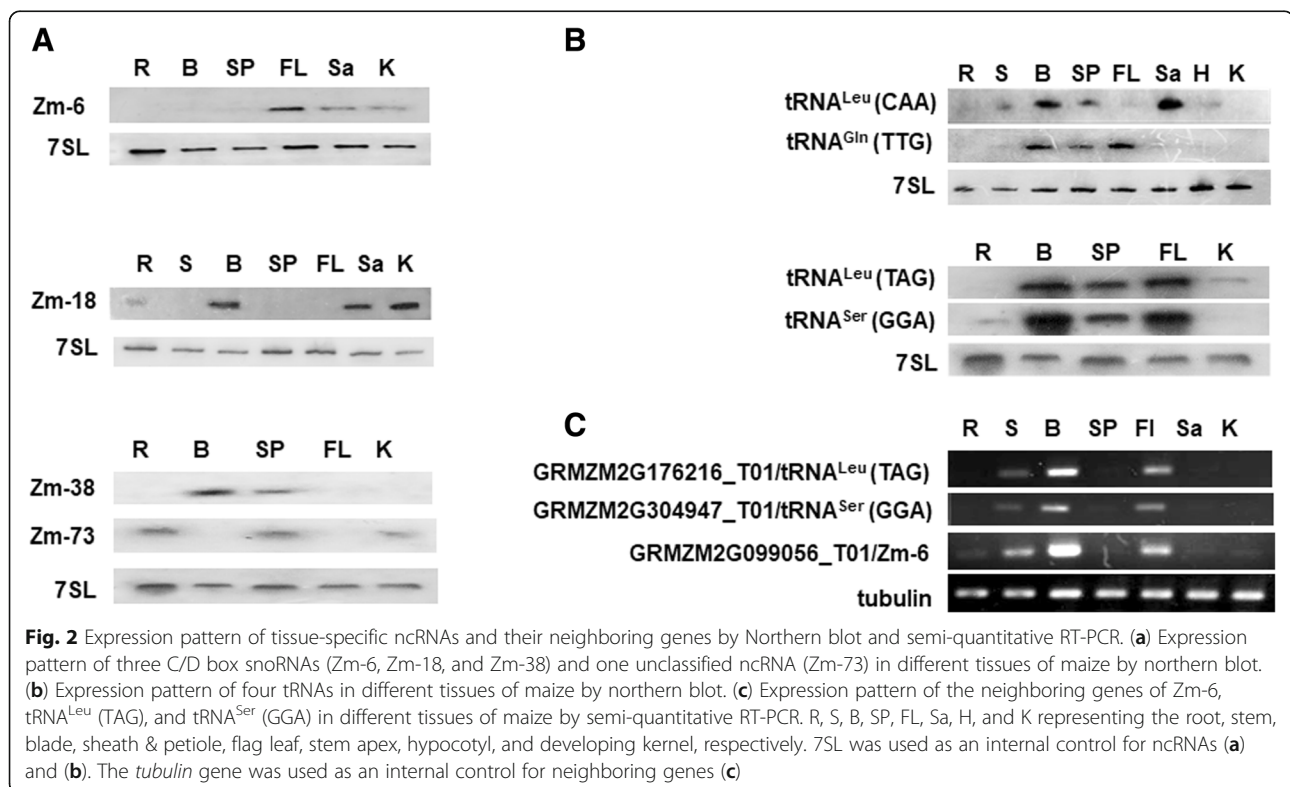 A
R B SP FL Sa K
Zm-6
7SL
R S B SP FL Sa K
Zm-18
7SL
R B SP FL K
Zm-38
Zm-73
7SL
B
R S B SP FL Sa H K
tRNALeu (CAA)
tRNAGln (TTG)
7SL
R B SP FL K
tRNALeu (TAG)
tRNASer (GGA)
7SL
C
R S B SP Fl Sa K
GRMZM2G176216_T01/tRNALeu (TAG)
GRMZM2G304947_T01/tRNASer (GGA)
GRMZM2G099056_T01/Zm-6
tubulin
Fig. 2 Expression pattern of tissue-specific ncRNAs and their neighboring genes by Northern blot and semi-quantitative RT-PCR. (a) Expression
pattern of three C/D box snoRNAs (Zm-6, Zm-18, and Zm-38) and one unclassified ncRNA (Zm-73) in different tissues of maize by northern blot.
(b) Expression pattern of four tRNAs in different tissues of maize by northern blot. (c) Expression pattern of the neighboring genes of Zm-6,
tRNALeu (TAG), and tRNASer (GGA) in different tissues of maize by semi-quantitative RT-PCR. R, S, B, SP, FL, Sa, H, and K representing the root, stem,
blade, sheath & petiole, flag leaf, stem apex, hypocotyl, and developing kernel, respectively. 7SL was used as an internal control for ncRNAs (a)
and (b). The tubulin gene was used as an internal control for neighboring genes (c)